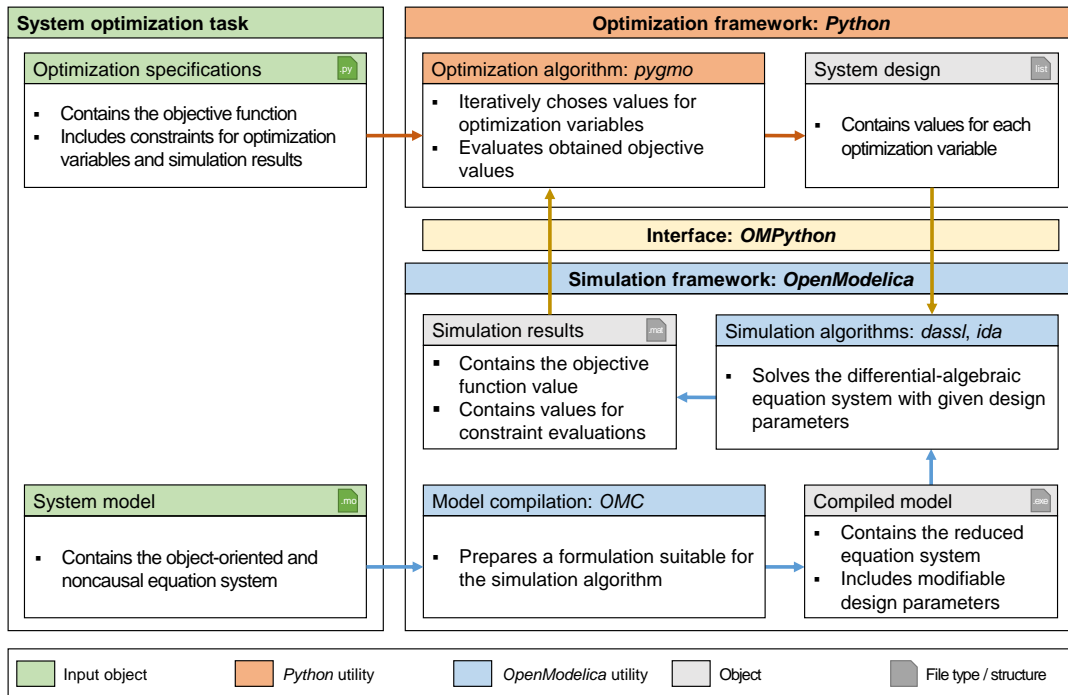 System optimization task
Optimization specifications
.py
▪ Contains the objective function
▪ Includes constraints for optimization
variables and simulation results
System model
.mo
▪ Contains the object-oriented and
noncausal equation system
Optimization framework: Python
Optimization algorithm: pygmo
▪ Iteratively choses values for
optimization variables
▪ Evaluates obtained objective
values
System design
list
▪ Contains values for each
optimization variable
Interface: OMPython
Simulation framework: OpenModelica
Simulation results
.mat
▪ Contains the objective
function value
▪ Contains values for
constraint evaluations
Simulation algorithms: dassl, ida
▪ Solves the differential-algebraic
equation system with given design
parameters
Model compilation: OMC
▪ Prepares a formulation suitable for
the simulation algorithm
Compiled model
.exe
▪ Contains the reduced
equation system
▪ Includes modifiable
design parameters
Input object
Python utility
OpenModelica utility
Object
File type / structure